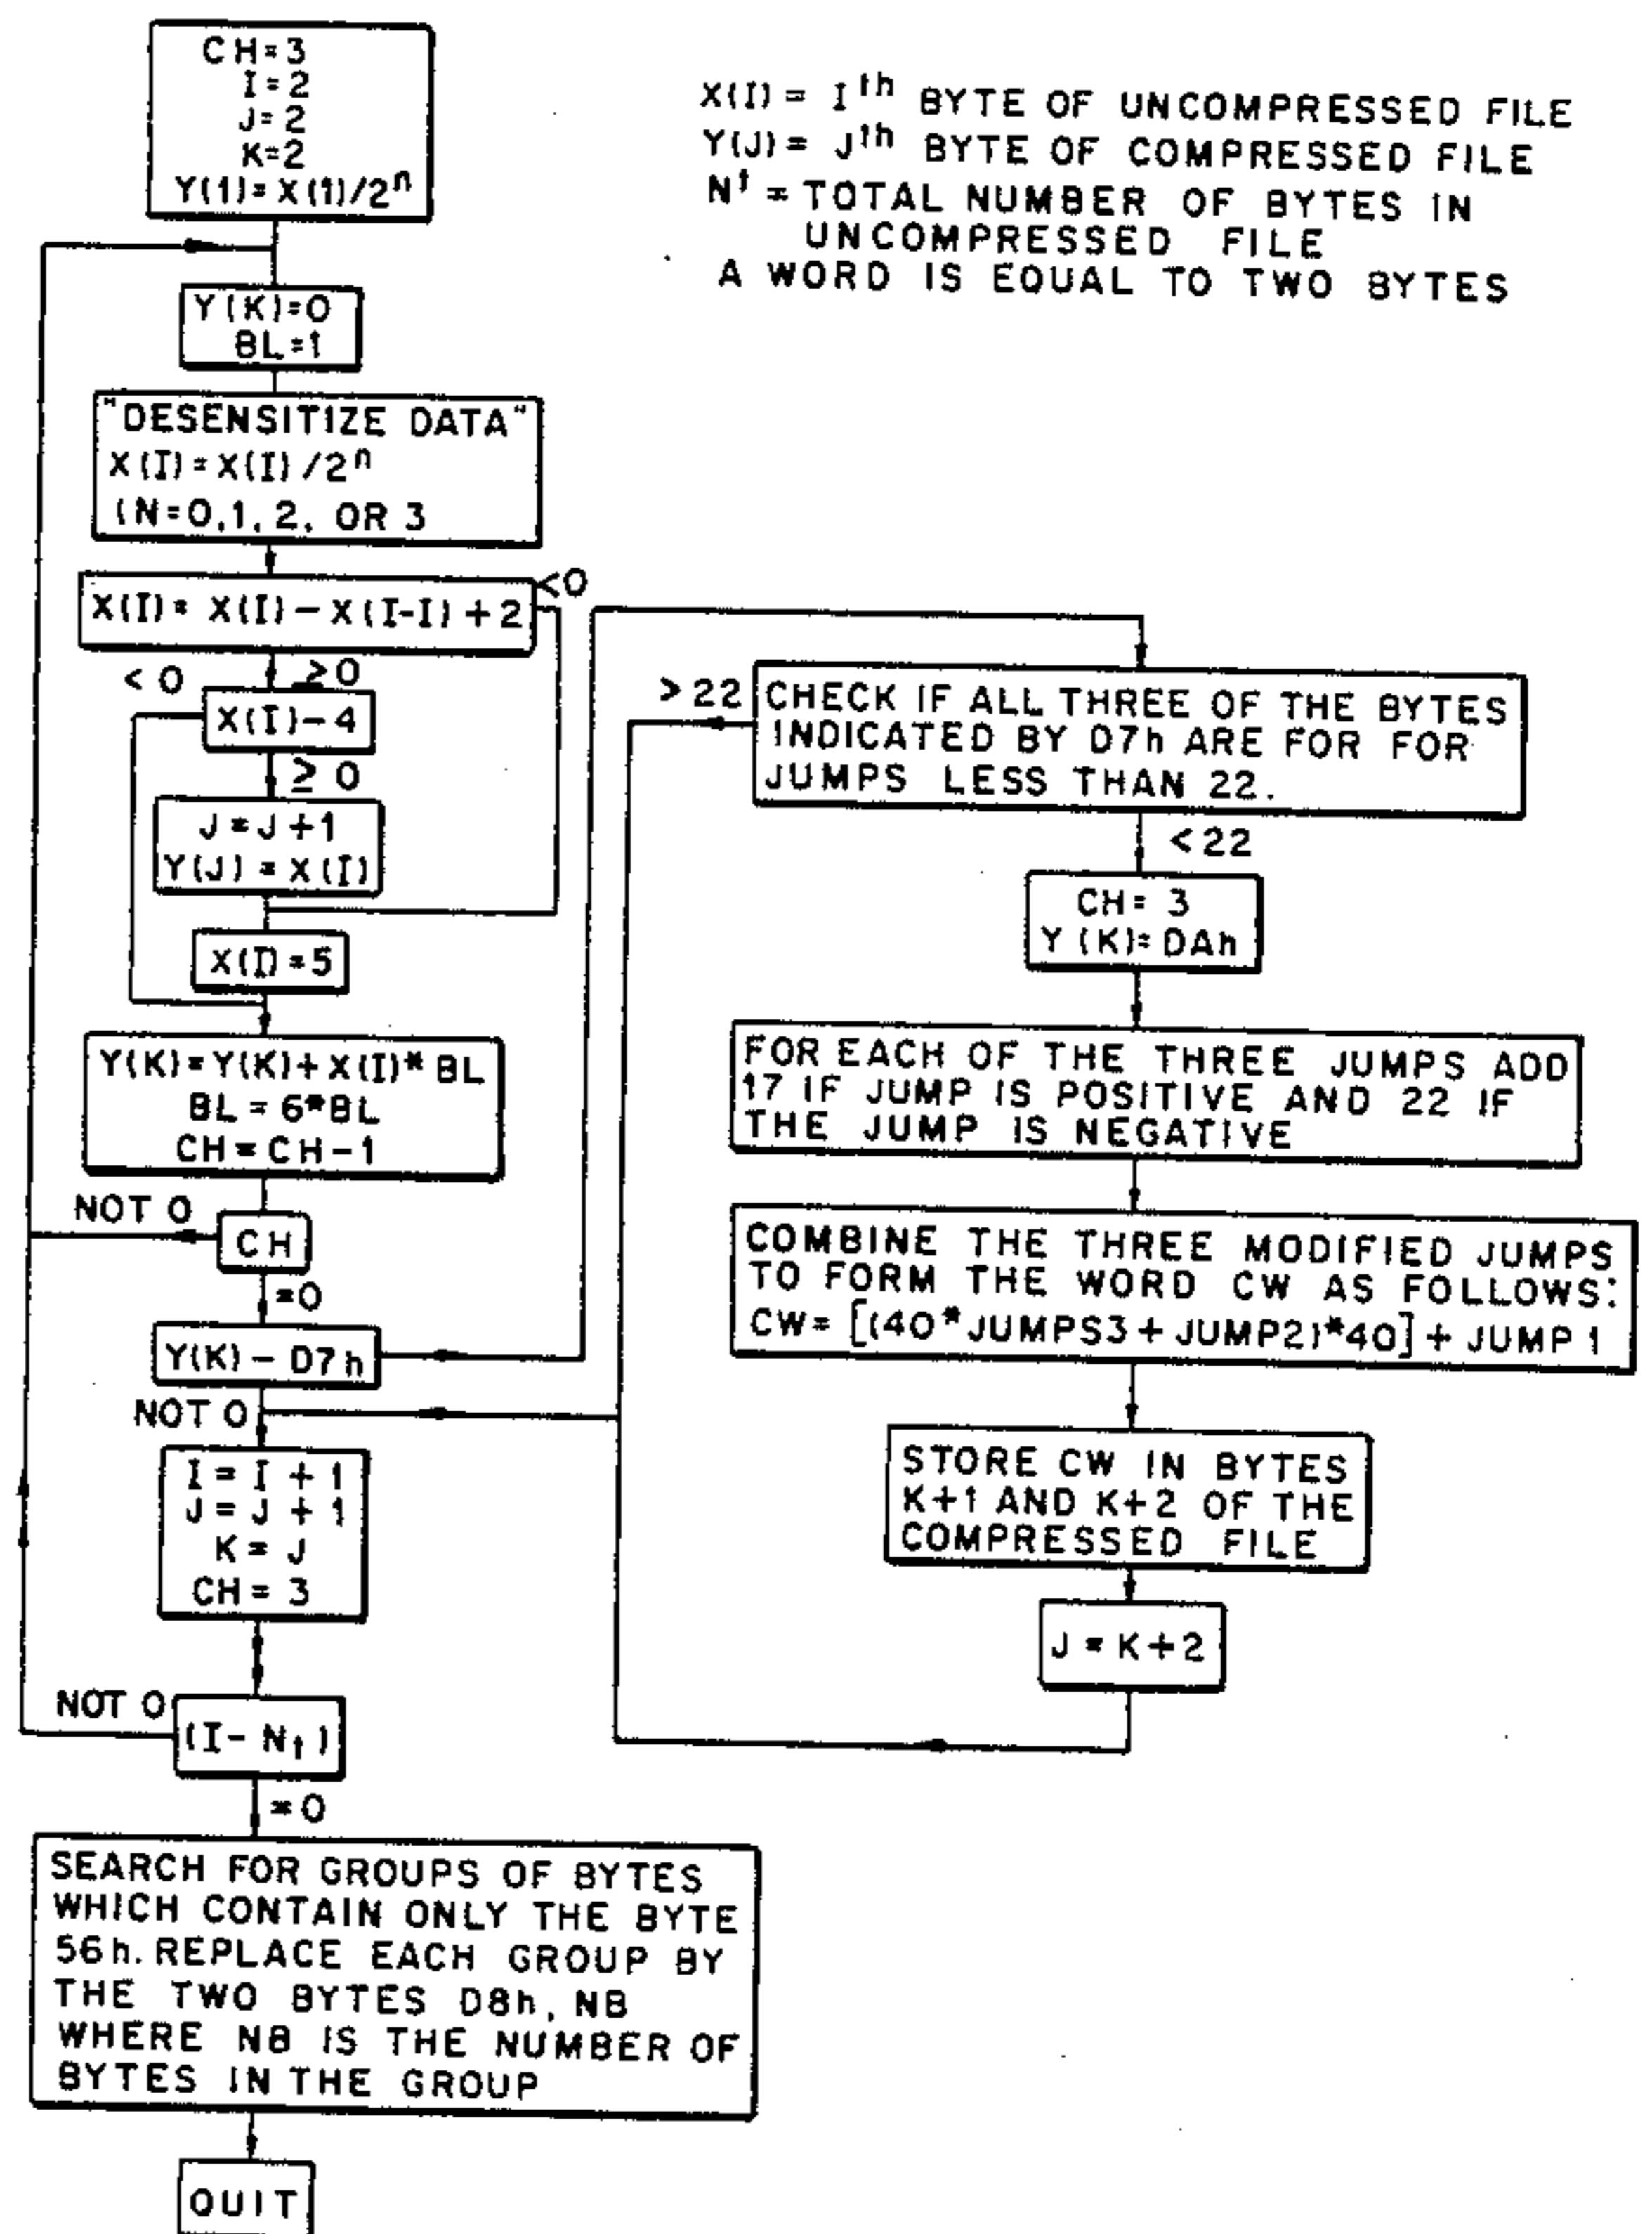 CH=3
I=2
J=2
K=2
Y(1)=X(1)/2ⁿ
X(I)= Iᵗʰ BYTE OF UNCOMPRESSED FILE
Y(J)= Jᵗʰ BYTE OF COMPRESSED FILE
Nᵗ = TOTAL NUMBER OF BYTES IN
UNCOMPRESSED FILE
A WORD IS EQUAL TO TWO BYTES
Y(K)=0
BL=1
"DESENSITIZE DATA"
X(I)=X(I)/2ⁿ
(N=0,1,2, OR 3
X(I)= X(I)-X(I-I)+2
<0
<0
≥0
X(I)-4
≥0
J=J+1
Y(J)=X(I)
X(I)=5
Y(K)=Y(K)+X(I)*BL
BL=6*BL
CH=CH-1
NOT 0
CH
=0
Y(K)-D7h
NOT 0
I=I+1
J=J+1
K=J
CH=3
NOT 0
(I-Nₜ)
=0
SEARCH FOR GROUPS OF BYTES
WHICH CONTAIN ONLY THE BYTE
56h. REPLACE EACH GROUP BY
THE TWO BYTES D8h, NB
WHERE NB IS THE NUMBER OF
BYTES IN THE GROUP
QUIT
>22
CHECK IF ALL THREE OF THE BYTES
INDICATED BY D7h ARE FOR FOR
JUMPS LESS THAN 22.
<22
CH=3
Y(K)=DAh
FOR EACH OF THE THREE JUMPS ADD
17 IF JUMP IS POSITIVE AND 22 IF
THE JUMP IS NEGATIVE
COMBINE THE THREE MODIFIED JUMPS
TO FORM THE WORD CW AS FOLLOWS:
CW= [(40*JUMPS3+JUMP2)*40]+JUMP 1
STORE CW IN BYTES
K+1 AND K+2 OF THE
COMPRESSED FILE
J=K+2